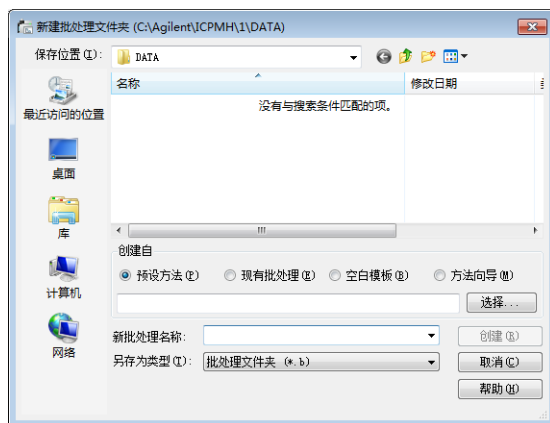 新建批处理文件夹 (C:\Agilent\ICPMH\1\DATA)
保存位置(I): DATA
名称 修改日期
没有与搜索条件匹配的项。
最近访问的位置
桌面
库
计算机
网络
创建自
预设方法(P) 现有批处理(E) 空白模板(B) 方法向导(M)
选择...
新批处理名称: 创建(R)
另存为类型(T): 批处理文件夹 (*.b) 取消(C)
帮助(H)